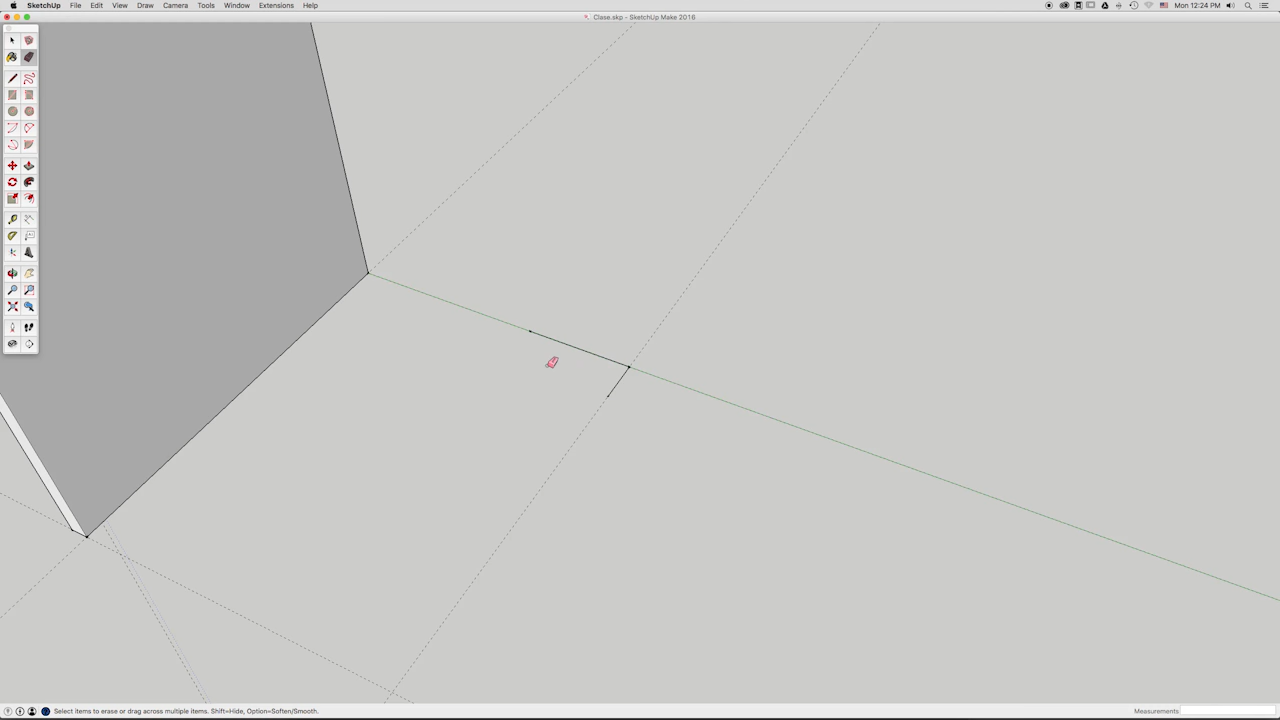 SketchUp File Edit View Draw Camera Tools Window Extensions Help
Mon 12:24 PM
Clase.skp - SketchUp Make 2016
Select items to erase or drag across multiple items. Shift=Hide, Option=Soften/Smooth.
Measurements